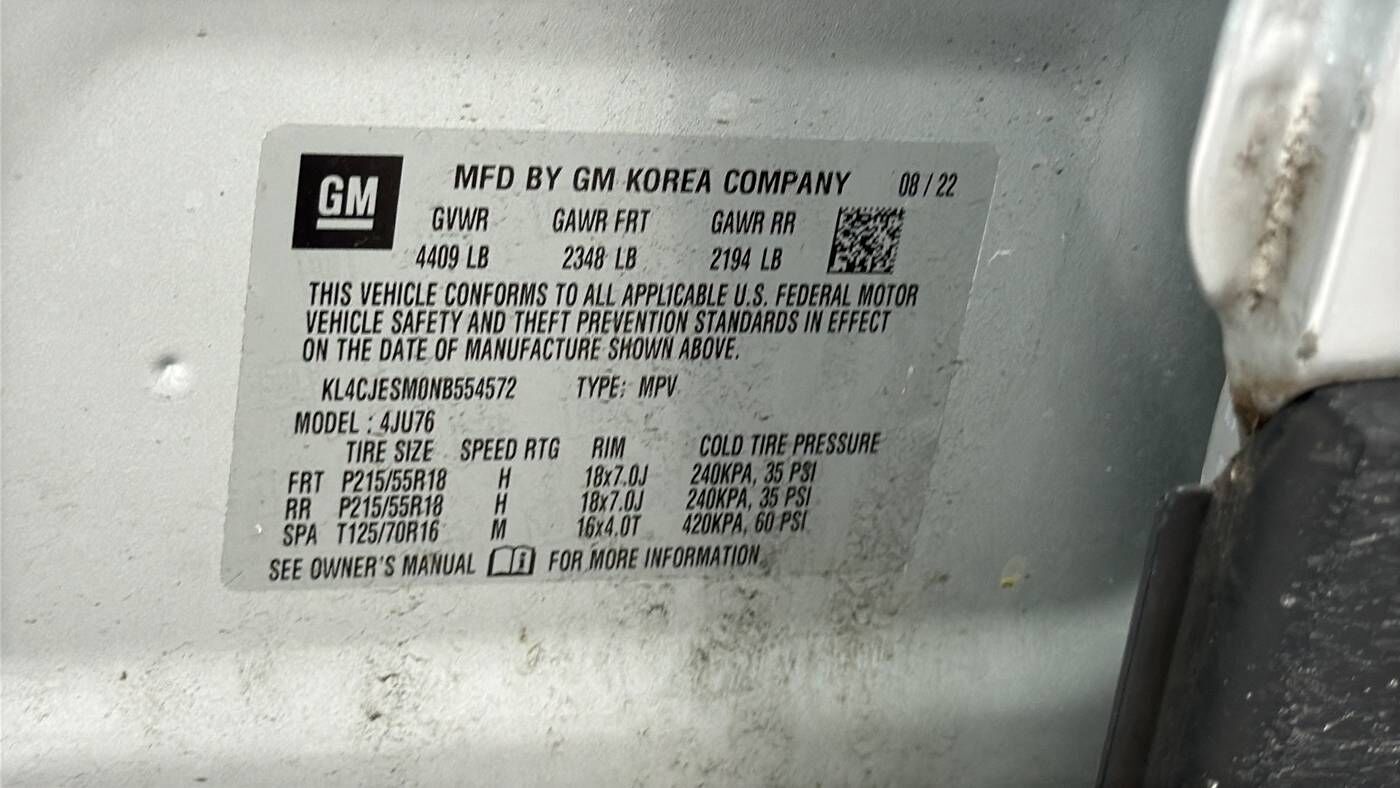 GM
MFD BY GM KOREA COMPANY 08 / 22
GVWR GAWR FRT GAWR RR
4409 LB 2348 LB 2194 LB
THIS VEHICLE CONFORMS TO ALL APPLICABLE U.S. FEDERAL MOTOR
VEHICLE SAFETY AND THEFT PREVENTION STANDARDS IN EFFECT
ON THE DATE OF MANUFACTURE SHOWN ABOVE.
KL4CJESM0NB554572 TYPE: MPV
MODEL : 4JU76
TIRE SIZE SPEED RTG RIM COLD TIRE PRESSURE
FRT P215/55R18 H 18x7.0J 240KPA, 35 PSI
RR P215/55R18 H 18x7.0J 240KPA, 35 PSI
SPA T125/70R16 M 16x4.0T 420KPA, 60 PSI
SEE OWNER'S MANUAL i FOR MORE INFORMATION